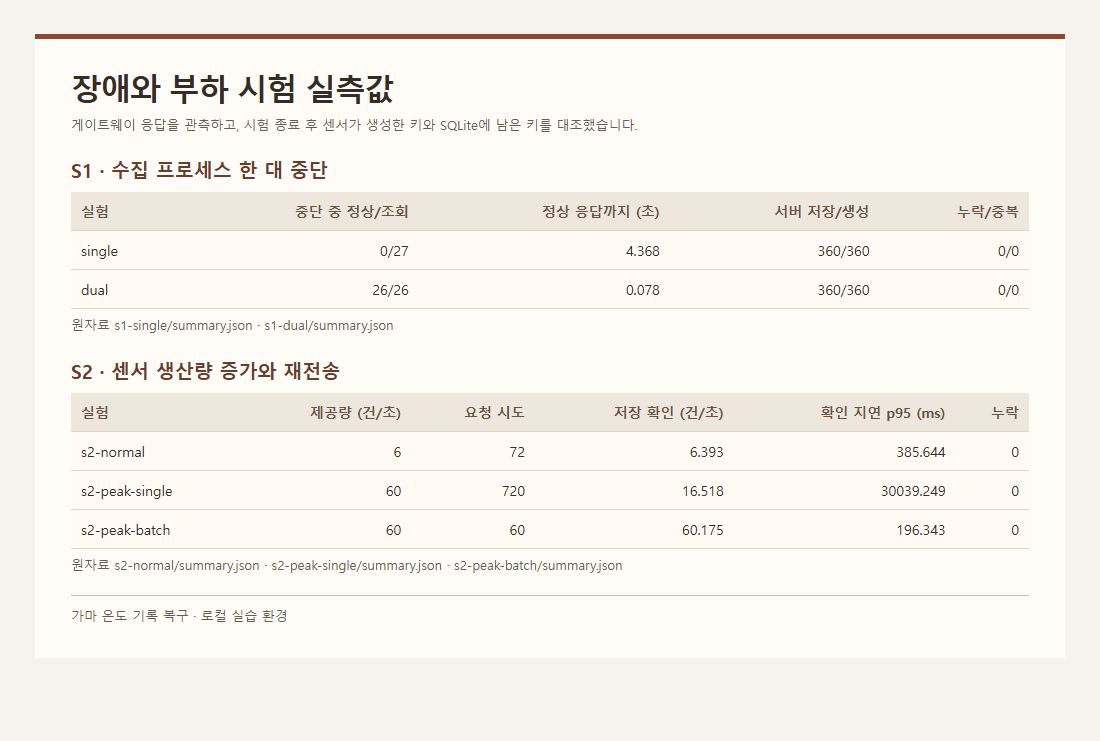 장애와 부하 시험 실측값
게이트웨이 응답을 관측하고, 시험 종료 후 센서가 생성한 키와 SQLite에 남은 키를 대조했습니다.
S1 · 수집 프로세스 한 대 중단
실험 중단 중 정상/조회 정상 응답까지 (초) 서버 저장/생성 누락/중복
single 0/27 4.368 360/360 0/0
dual 26/26 0.078 360/360 0/0
원자료 s1-single/summary.json · s1-dual/summary.json
S2 · 센서 생산량 증가와 재전송
실험 제공량 (건/초) 요청 시도 저장 확인 (건/초) 확인 지연 p95 (ms) 누락
s2-normal 6 72 6.393 385.644 0
s2-peak-single 60 720 16.518 30039.249 0
s2-peak-batch 60 60 60.175 196.343 0
원자료 s2-normal/summary.json · s2-peak-single/summary.json · s2-peak-batch/summary.json
가마 온도 기록 복구 · 로컬 실습 환경